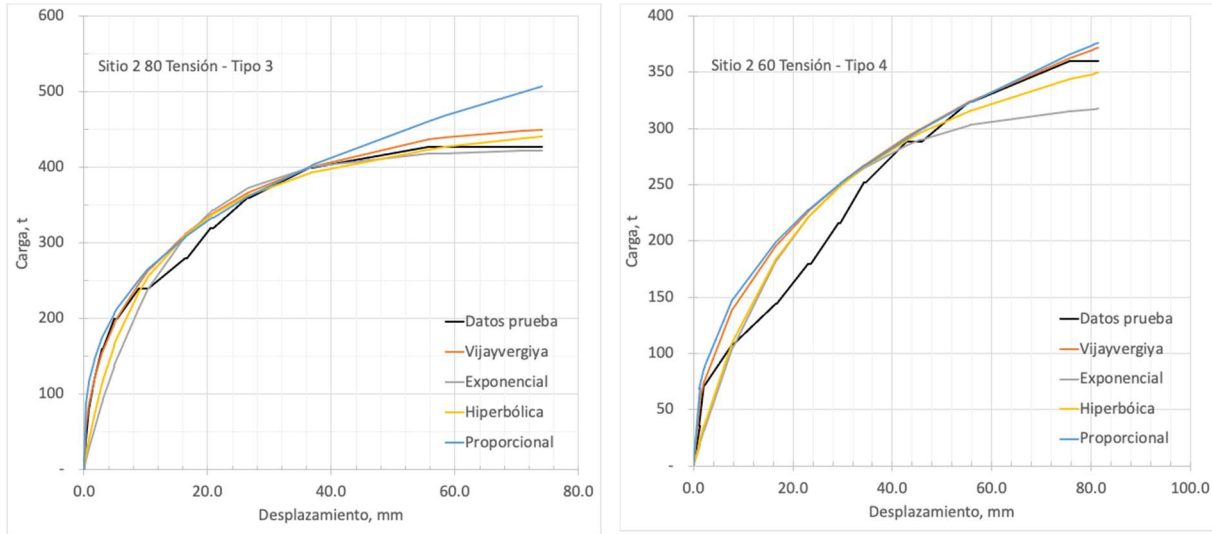 600
500
400
300
200
100
-
Carga, t
Sitio 2 80 Tensión - Tipo 3
Datos prueba
Vijayvergiya
Exponencial
Hiperbólica
Proporcional
0.0 20.0 40.0 60.0 80.0
Desplazamiento, mm
400
350
300
250
200
150
100
50
-
Carga, t
Sitio 2 60 Tensión - Tipo 4
Datos prueba
Vijayvergiya
Exponencial
Hiperbóica
Proporcional
0.0 20.0 40.0 60.0 80.0 100.0
Desplazamiento, mm